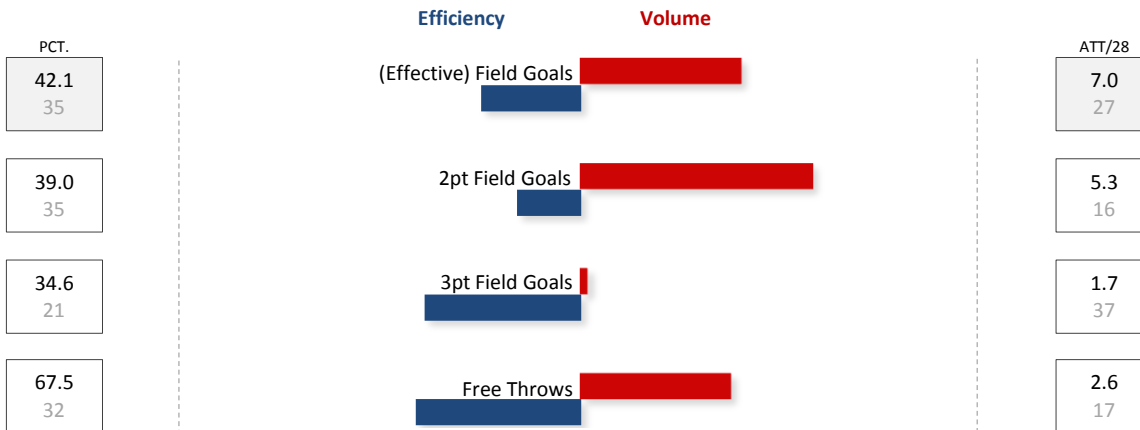 Efficiency Volume
PCT. ATT/28
42.1 (Effective) Field Goals 7.0
35 27
39.0 2pt Field Goals 5.3
35 16
34.6 3pt Field Goals 1.7
21 37
67.5 Free Throws 2.6
32 17